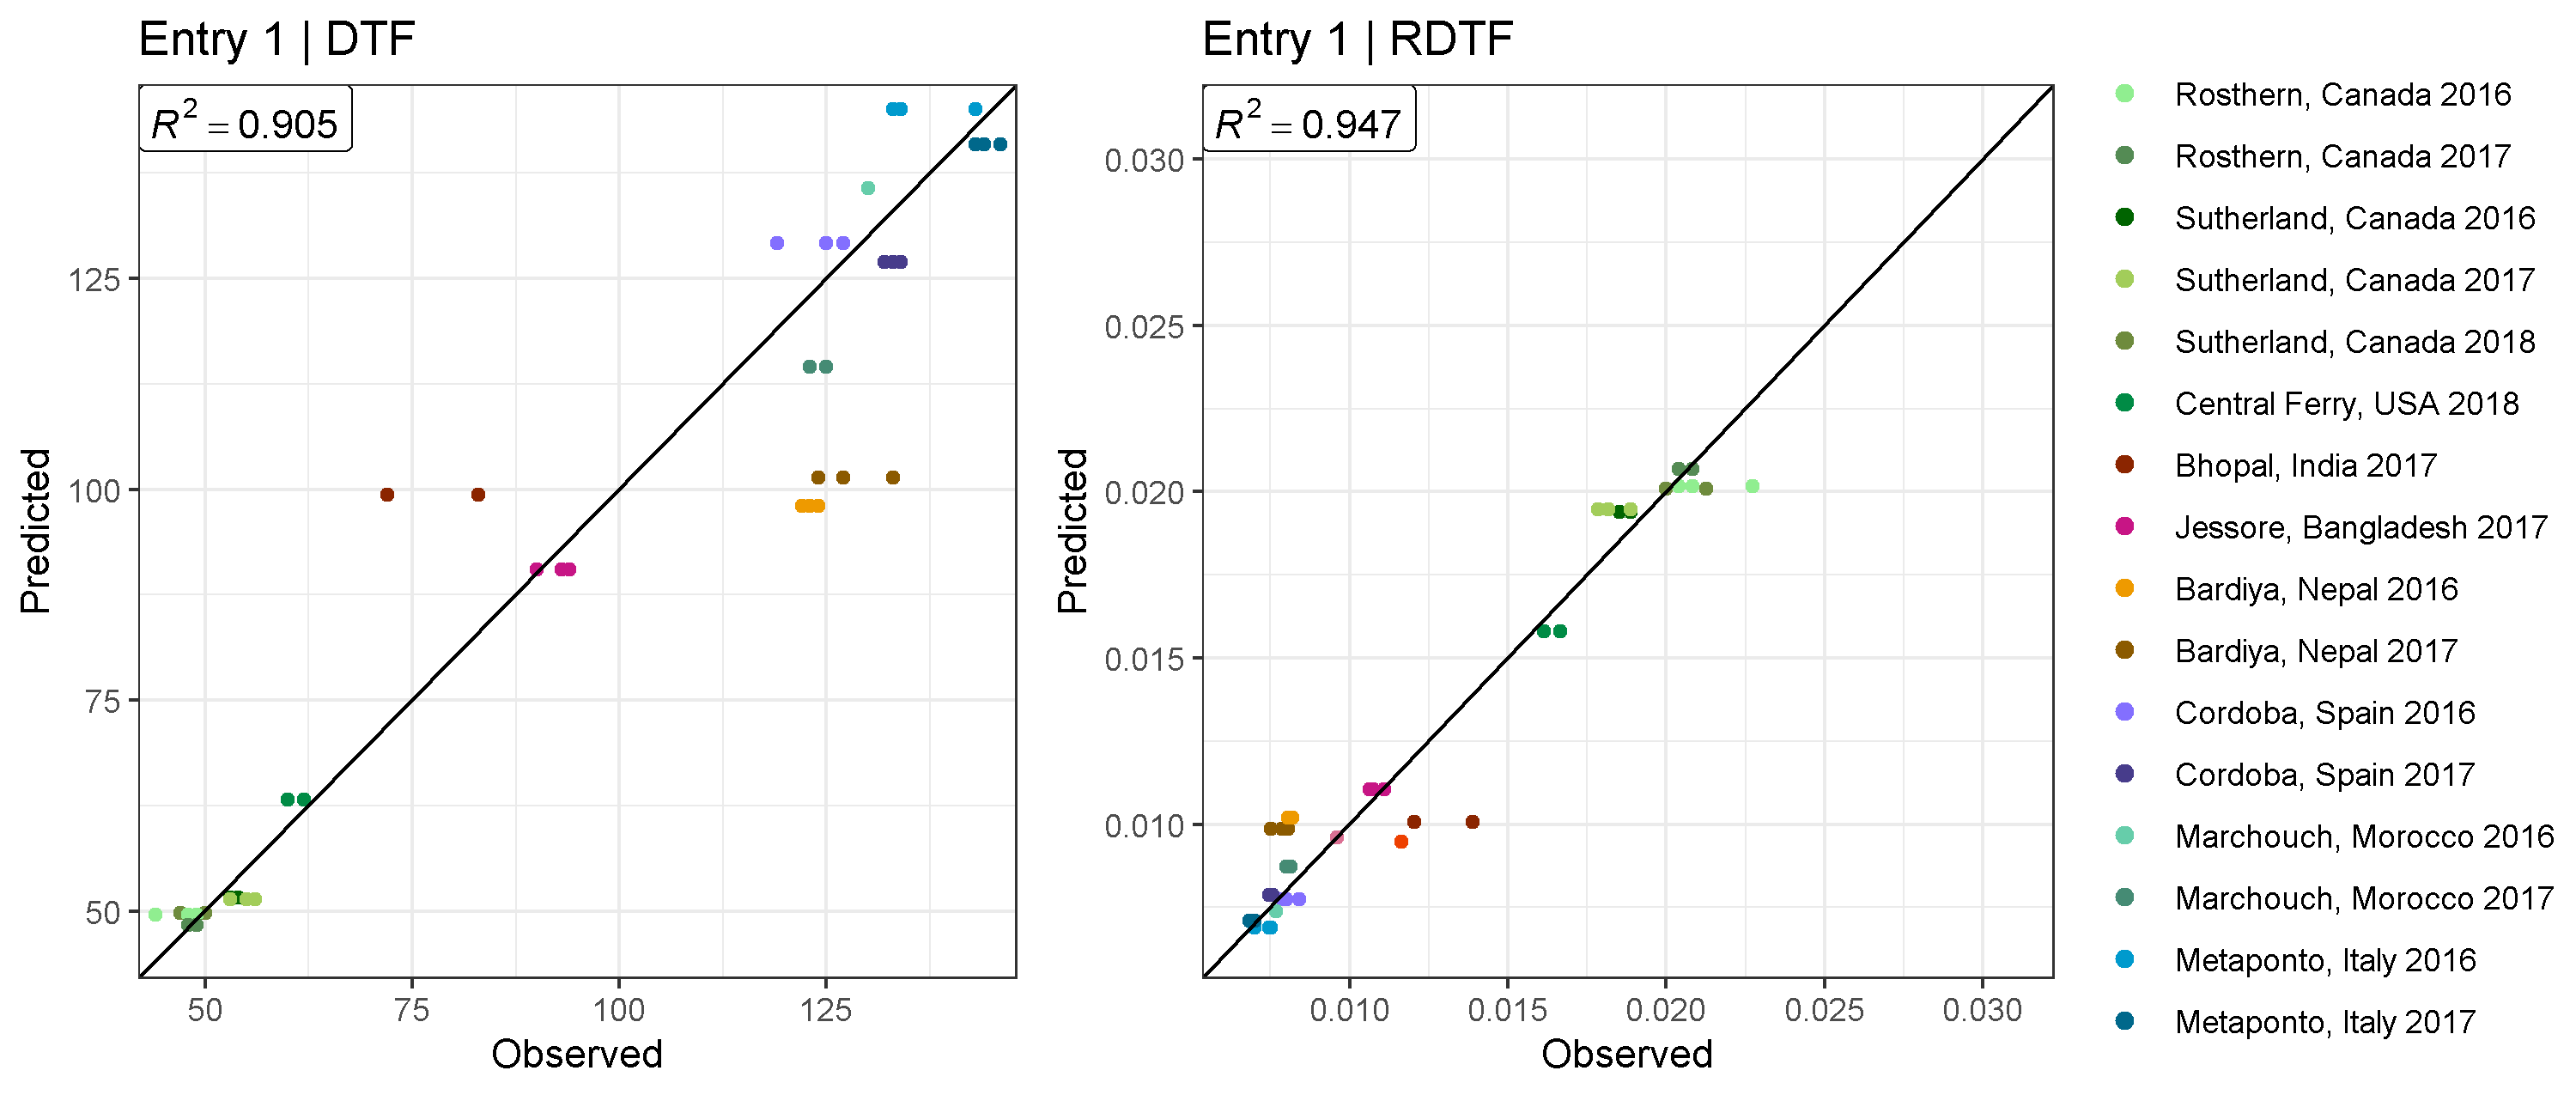 Entry 1 | DTF
R² = 0.905
125
100
75
50
50
75
100
125
Predicted
Observed
Entry 1 | RDTF
R² = 0.947
0.030
0.025
0.020
0.015
0.010
0.010
0.015
0.020
0.025
0.030
Predicted
Observed
Rosthern, Canada 2016
Rosthern, Canada 2017
Sutherland, Canada 2016
Sutherland, Canada 2017
Sutherland, Canada 2018
Central Ferry, USA 2018
Bhopal, India 2017
Jessore, Bangladesh 2017
Bardiya, Nepal 2016
Bardiya, Nepal 2017
Cordoba, Spain 2016
Cordoba, Spain 2017
Marchouch, Morocco 2016
Marchouch, Morocco 2017
Metaponto, Italy 2016
Metaponto, Italy 2017